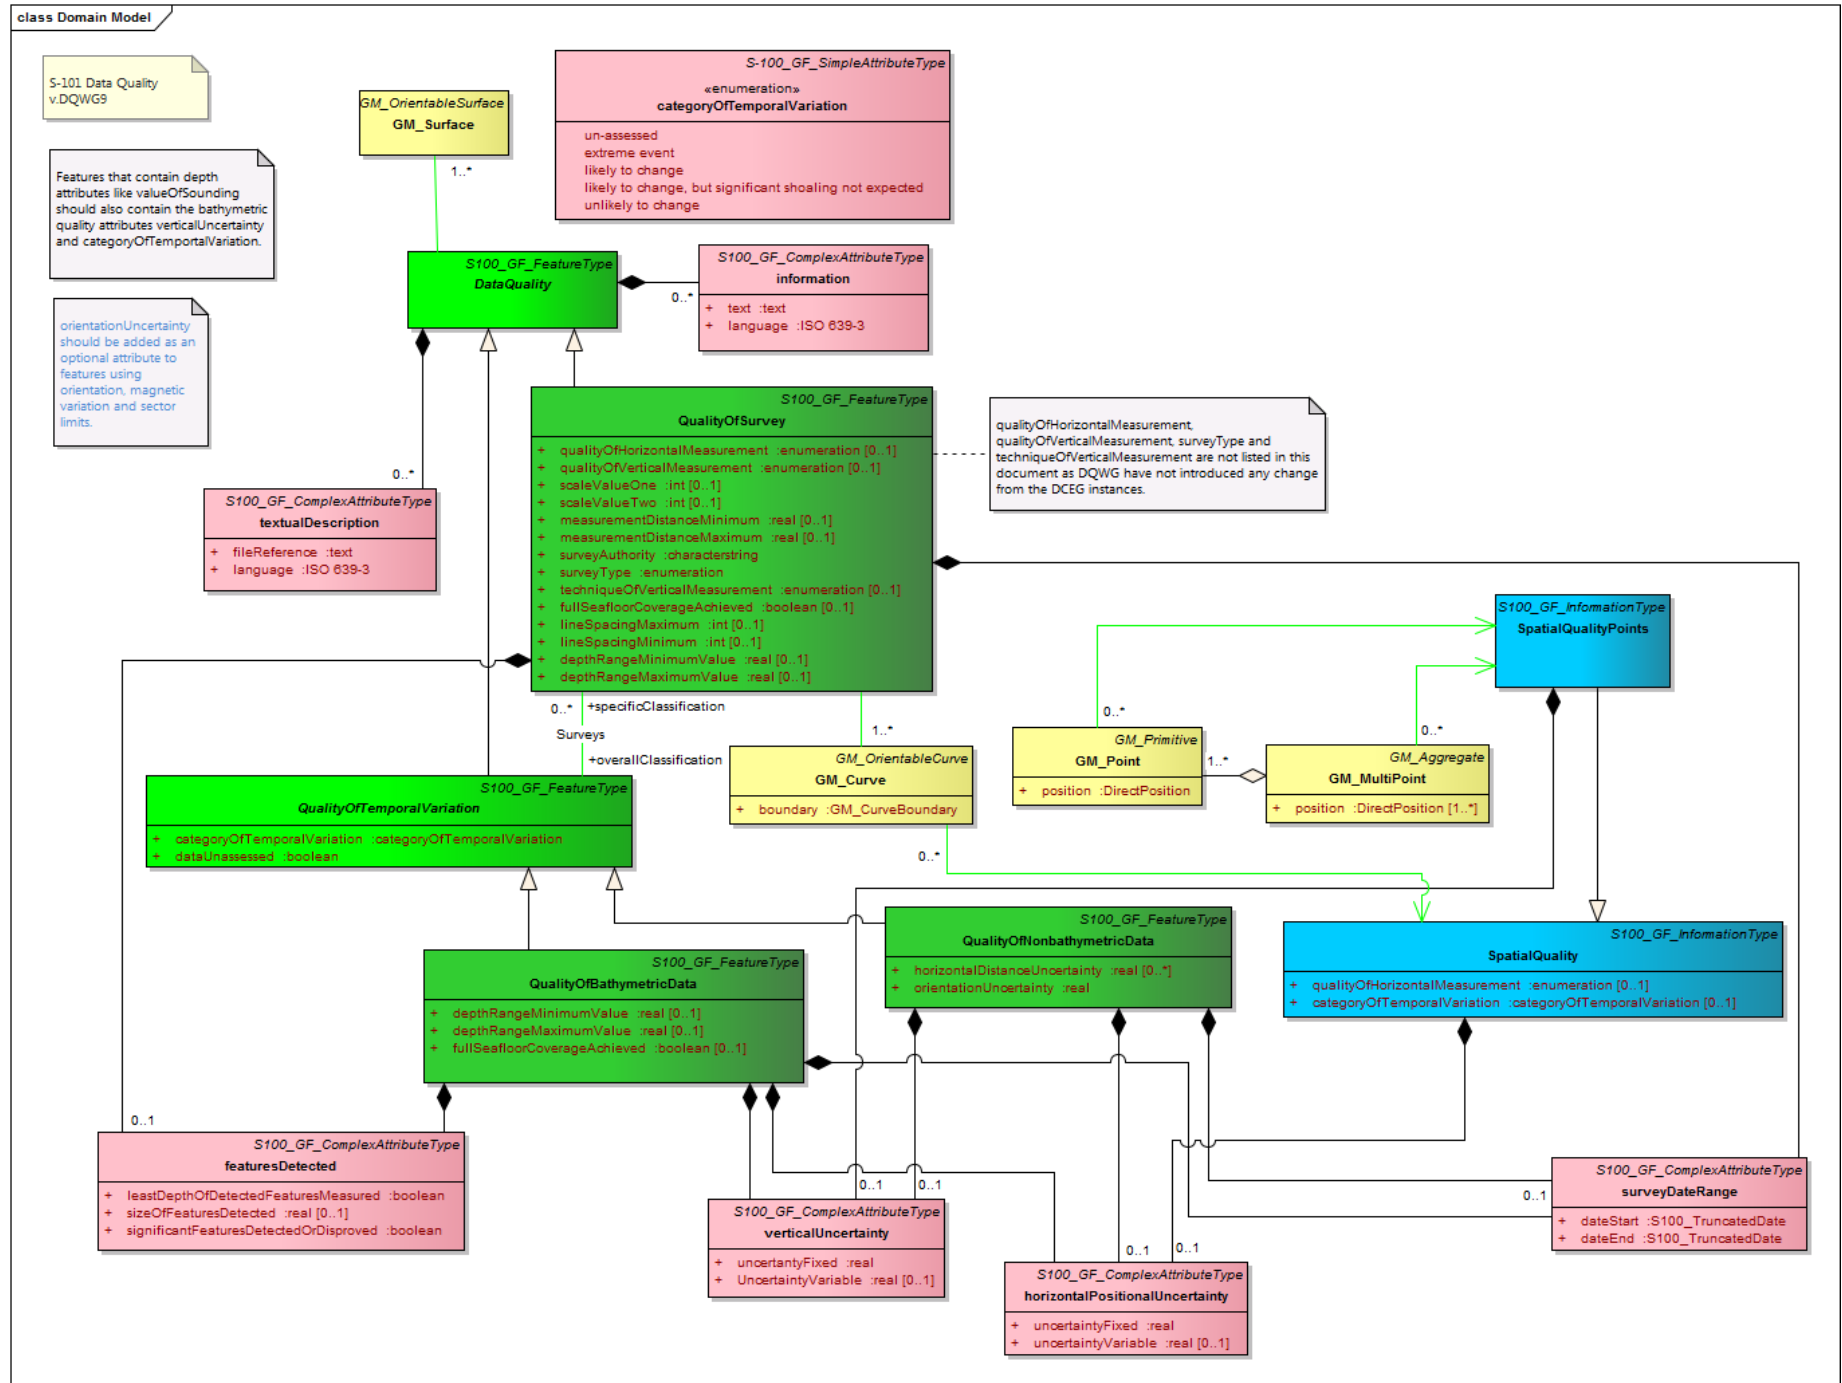 class Domain Model
S-101 Data Quality
v.DQWG9
Features that contain depth
attributes like valueOfSounding
should also contain the bathymetric
quality attributes verticalUncertainty
and categoryOfTemportalVariation.
orientationUncertainty
should be added as an
optional attribute to
features using
orientation, magnetic
variation and sector
limits.
GM_OrientableSurface
GM_Surface
1..*
S-100_GF_SimpleAttributeType
«enumeration»
categoryOfTemporalVariation
un-assessed
extreme event
likely to change
likely to change, but significant shoaling not expected
unlikely to change
S100_GF_FeatureType
DataQuality
0..*
S100_GF_ComplexAttributeType
information
+ text :text
+ language :ISO 639-3
0..*
S100_GF_ComplexAttributeType
textualDescription
+ fileReference :text
+ language :ISO 639-3
S100_GF_FeatureType
QualityOfSurvey
+ qualityOfHorizontalMeasurement :enumeration [0..1]
+ qualityOfVerticalMeasurement :enumeration [0..1]
+ scaleValueOne :int [0..1]
+ scaleValueTwo :int [0..1]
+ measurementDistanceMinimum :real [0..1]
+ measurementDistanceMaximum :real [0..1]
+ surveyAuthority :characterstring
+ surveyType :enumeration
+ techniqueOfVerticalMeasurement :enumeration [0..1]
+ fullSeafloorCoverageAchieved :boolean [0..1]
+ lineSpacingMaximum :int [0..1]
+ lineSpacingMinimum :int [0..1]
+ depthRangeMinimumValue :real [0..1]
+ depthRangeMaximumValue :real [0..1]
qualityOfHorizontalMeasurement,
qualityOfVerticalMeasurement, surveyType and
techniqueOfVerticalMeasurement are not listed in this
document as DQWG have not introduced any change
from the DCEG instances.
0..*
+specificClassification
Surveys
+overallClassification
1..*
GM_OrientableCurve
GM_Curve
+ boundary :GM_CurveBoundary
0..*
S100_GF_InformationType
SpatialQualityPoints
0..*
GM_Primitive
GM_Point
+ position :DirectPosition
1..*
0..*
GM_Aggregate
GM_MultiPoint
+ position :DirectPosition [1..*]
S100_GF_FeatureType
QualityOfTemporalVariation
+ categoryOfTemporalVariation :categoryOfTemporalVariation
+ dataUnassessed :boolean
S100_GF_FeatureType
QualityOfNonbathymetricData
+ horizontalDistanceUncertainty :real [0..*]
+ orientationUncertainty :real
S100_GF_InformationType
SpatialQuality
+ qualityOfHorizontalMeasurement :enumeration [0..1]
+ categoryOfTemporalVariation :categoryOfTemporalVariation [0..1]
S100_GF_FeatureType
QualityOfBathymetricData
+ depthRangeMinimumValue :real [0..1]
+ depthRangeMaximumValue :real [0..1]
+ fullSeafloorCoverageAchieved :boolean [0..1]
0..1
S100_GF_ComplexAttributeType
featuresDetected
+ leastDepthOfDetectedFeaturesMeasured :boolean
+ sizeOfFeaturesDetected :real [0..1]
+ significantFeaturesDetectedOrDisproved :boolean
0..1
0..1
S100_GF_ComplexAttributeType
verticalUncertainty
+ uncertantyFixed :real
+ UncertaintyVariable :real [0..1]
0..1
0..1
S100_GF_ComplexAttributeType
horizontalPositionalUncertainty
+ uncertaintyFixed :real
+ uncertaintyVariable :real [0..1]
0..1
S100_GF_ComplexAttributeType
surveyDateRange
+ dateStart :S100_TruncatedDate
+ dateEnd :S100_TruncatedDate